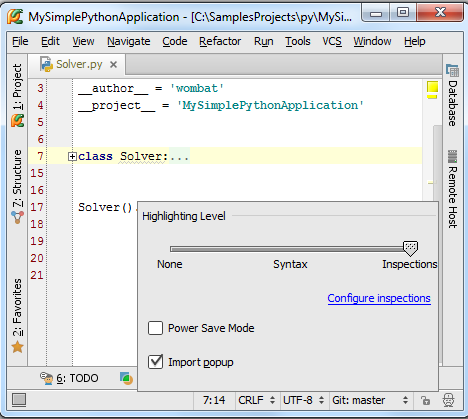 MySimplePythonApplication - [C:\SamplesProjects\py\MySim...
File Edit View Navigate Code Refactor Run Tools VCS Window Help
Solver.py
1: Project
7: Structure
2: Favorites
3 __author__ = 'wombat'
4 __project__ = 'MySimplePythonApplication'
5
6
7 class Solver:...
15
16
17 Solver().
18
19
20
21
Database
Remote Host
Highlighting Level
None Syntax Inspections
Configure inspections
Power Save Mode
Import popup
6: TODO
7:14 CRLF UTF-8 Git: master